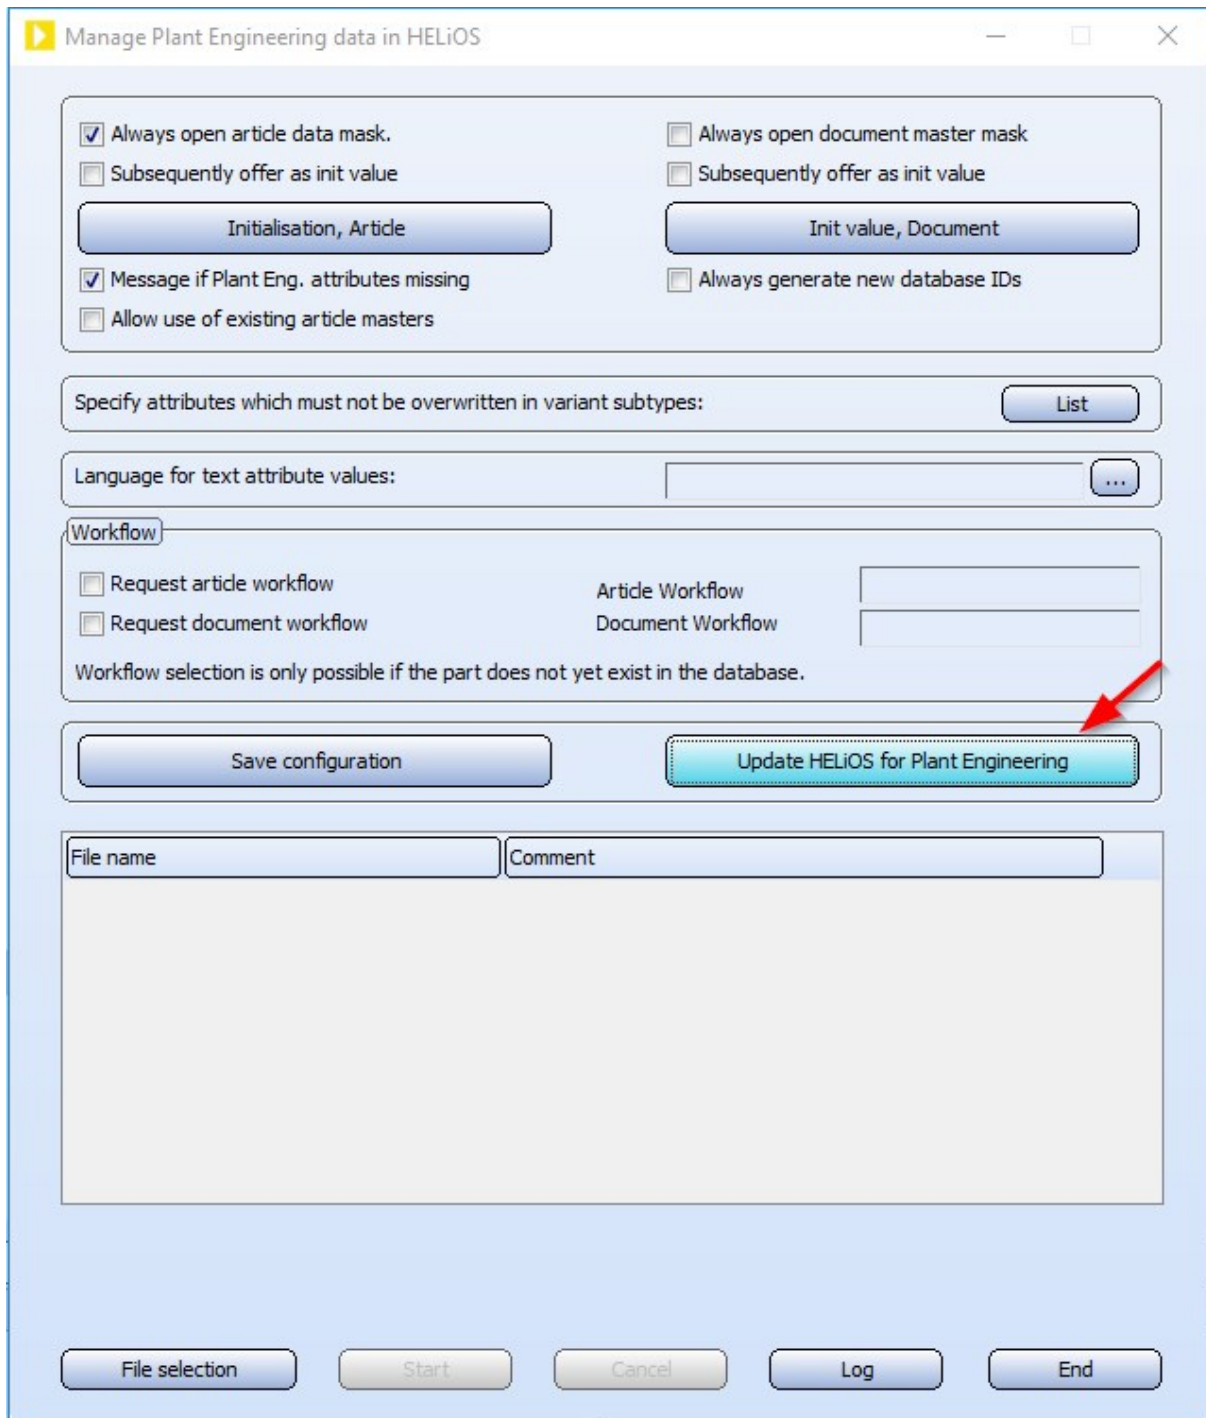 Manage Plant Engineering data in HELiOS
Always open article data mask.
Always open document master mask
Subsequently offer as init value
Subsequently offer as init value
Initialisation, Article
Init value, Document
Message if Plant Eng. attributes missing
Always generate new database IDs
Allow use of existing article masters
Specify attributes which must not be overwritten in variant subtypes:
List
Language for text attribute values:
...
Workflow
Request article workflow
Article Workflow
Request document workflow
Document Workflow
Workflow selection is only possible if the part does not yet exist in the database.
Save configuration
Update HELiOS for Plant Engineering
File name
Comment
File selection
Start
Cancel
Log
End